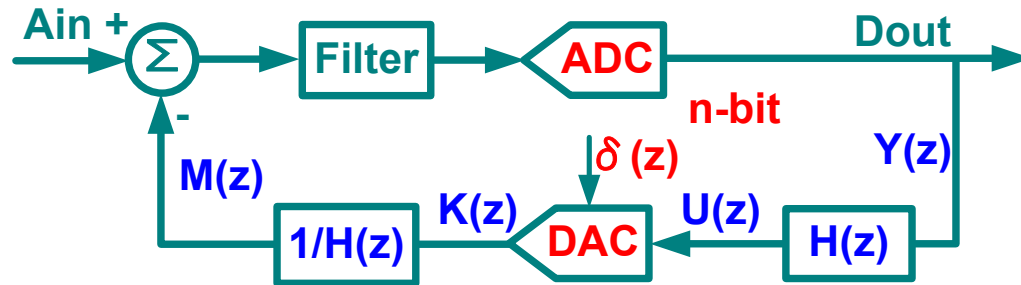 Ain +
Σ
Filter
ADC
Dout
n-bit
-
δ (z)
Y(z)
M(z)
K(z)
U(z)
1/H(z)
DAC
H(z)